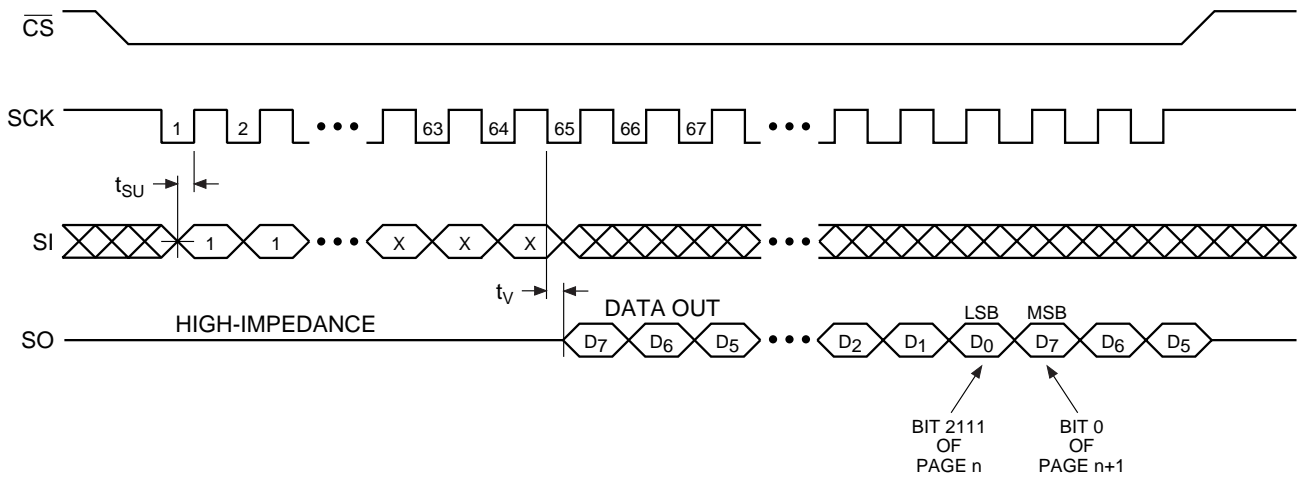 CS
SCK
1 2 ••• 63 64 65 66 67 •••
tSU
SI
1 1 ••• X X X •••
tV
DATA OUT
HIGH-IMPEDANCE
LSB MSB
SO
D7 D6 D5 ••• D2 D1 D0 D7 D6 D5
BIT 2111
OF
PAGE n
BIT 0
OF
PAGE n+1